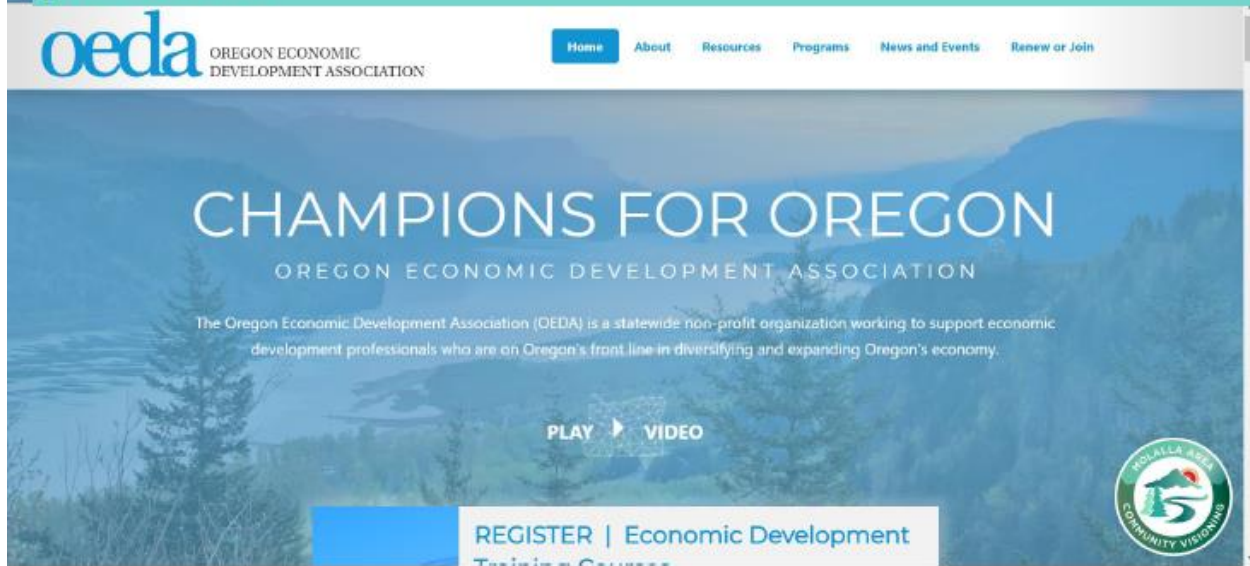 oeda OREGON ECONOMIC
DEVELOPMENT ASSOCIATION
Home About Resources Programs News and Events Renew or Join
CHAMPIONS FOR OREGON
OREGON ECONOMIC DEVELOPMENT ASSOCIATION
The Oregon Economic Development Association (OEDA) is a statewide non-profit organization working to support economic
development professionals who are on Oregon's front line in diversifying and expanding Oregon's economy.
PLAY VIDEO
MOLALLA AREA
COMMUNITY VISIONING
REGISTER | Economic Development
Training Courses